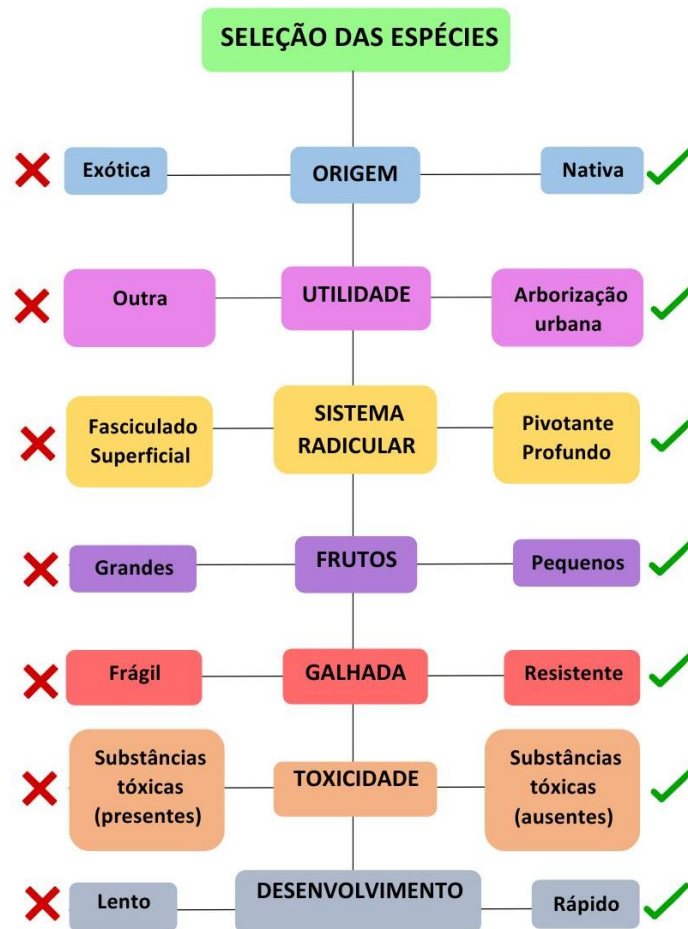 SELEÇÃO DAS ESPÉCIES
Exótica
ORIGEM
Nativa
Outra
UTILIDADE
Arborização
urbana
Fasciculado
Superficial
SISTEMA
RADICULAR
Pivotante
Profundo
Grandes
FRUTOS
Pequenos
Frágil
GALHADA
Resistente
Substâncias
tóxicas
(presentes)
TOXICIDADE
Substâncias
tóxicas
(ausentes)
Lento
DESENVOLVIMENTO
Rápido